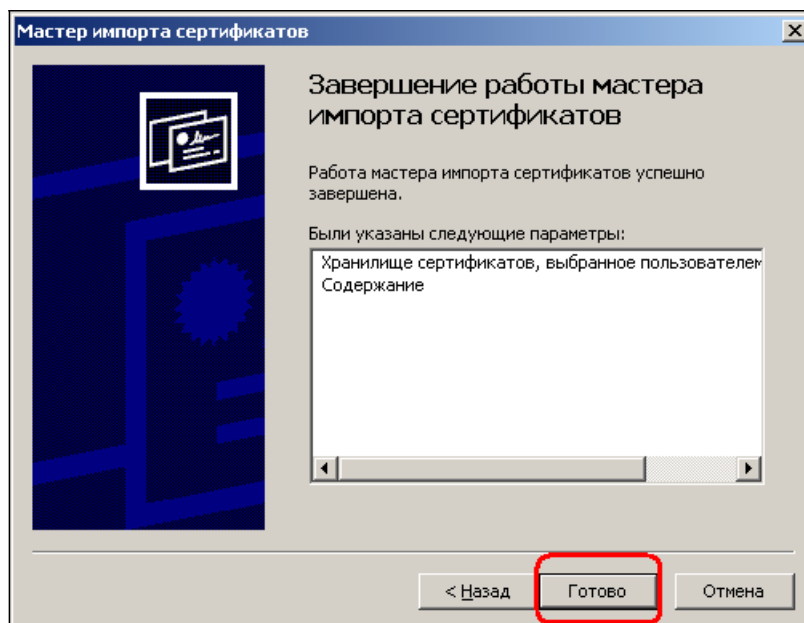 Мастер импорта сертификатов
Завершение работы мастера
импорта сертификатов
Работа мастера импорта сертификатов успешно
завершена.
Были указаны следующие параметры:
Хранилище сертификатов, выбранное пользователем
Содержание
< Назад
Готово
Отмена